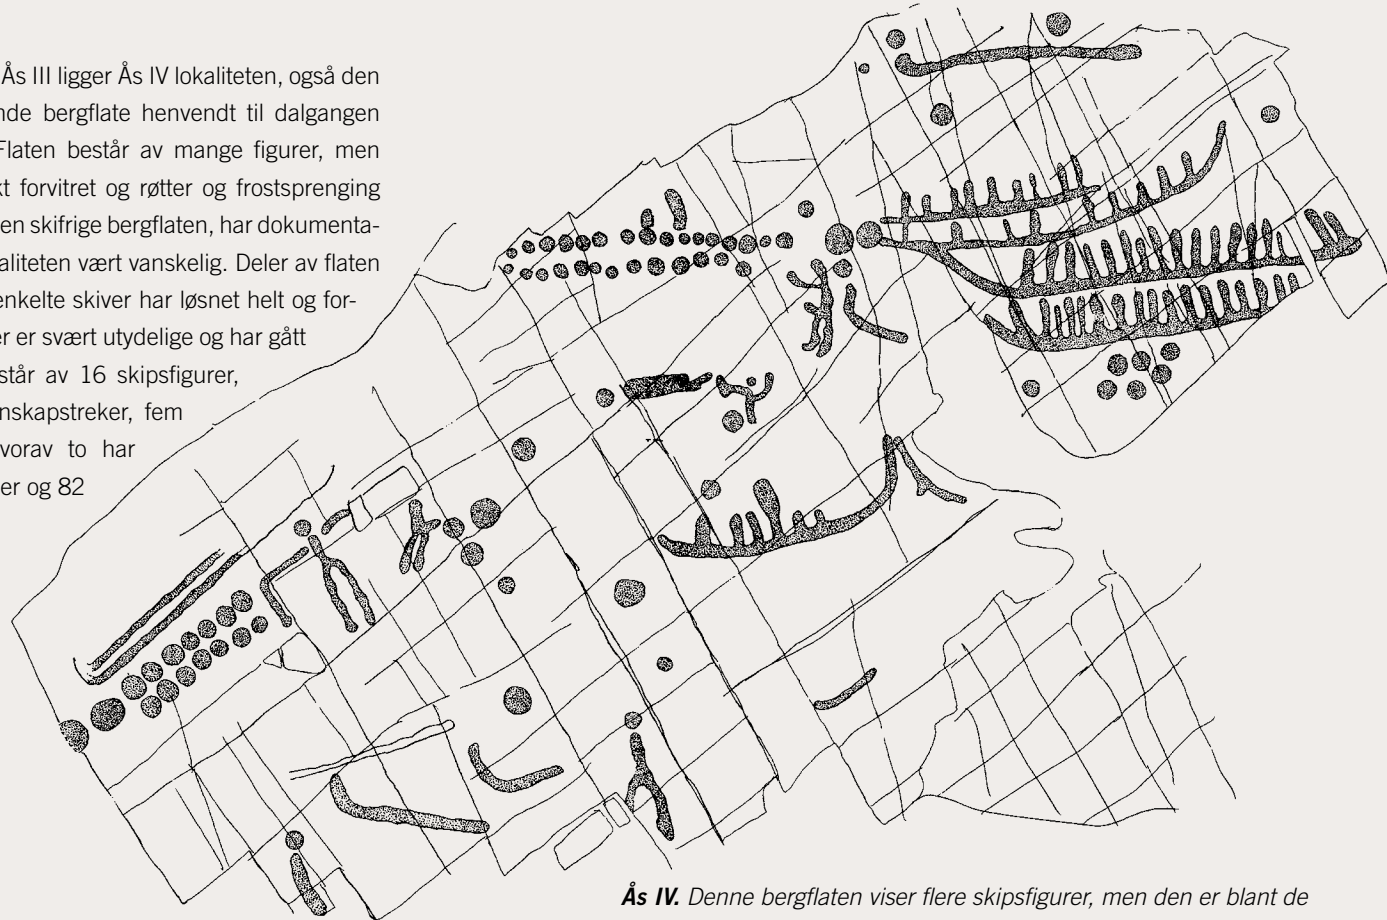 Ås III ligger Ås IV lokaliteten, også den
nde bergflate henvendt til dalgangen
Flaten består av mange figurer, men
kt forvitret og røtter og frostsprenging
en skifrige bergflaten, har dokumenta-
aliteten vært vanskelig. Deler av flaten
enkelte skiver har løsnet helt og for-
er er svært utydelige og har gått
står av 16 skipsfigurer,
nskapstreker, fem
vorav to har
er og 82
Ås IV. Denne bergflaten viser flere skipsfigurer, men den er blant de